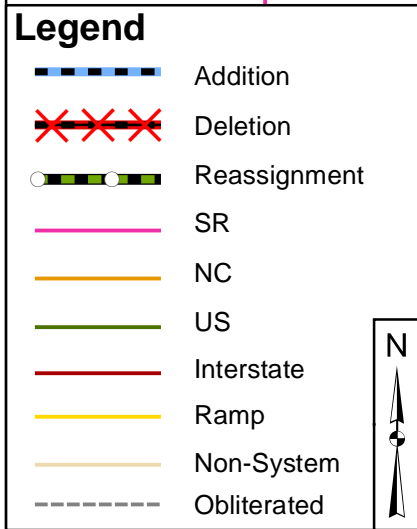 Legend
Addition
Deletion
Reassignment
SR
NC
US
Interstate
Ramp
Non-System
Obliterated
N